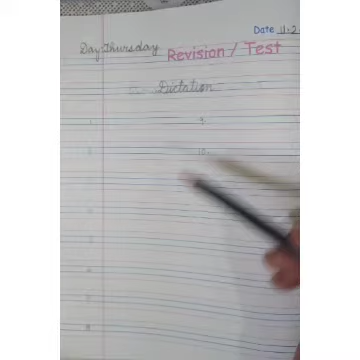 Date 11-2
Day Thursday
Revision / Test
Dictation
9.
10.